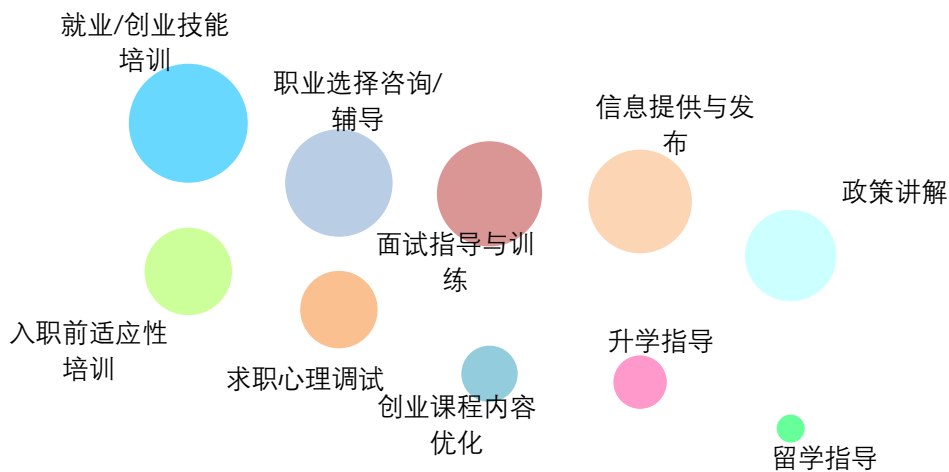 就业/创业技能
培训
职业选择咨询/
辅导
面试指导与训
练
信息提供与发
布
政策讲解
入职前适应性
培训
求职心理调试
创业课程内容
优化
升学指导
留学指导